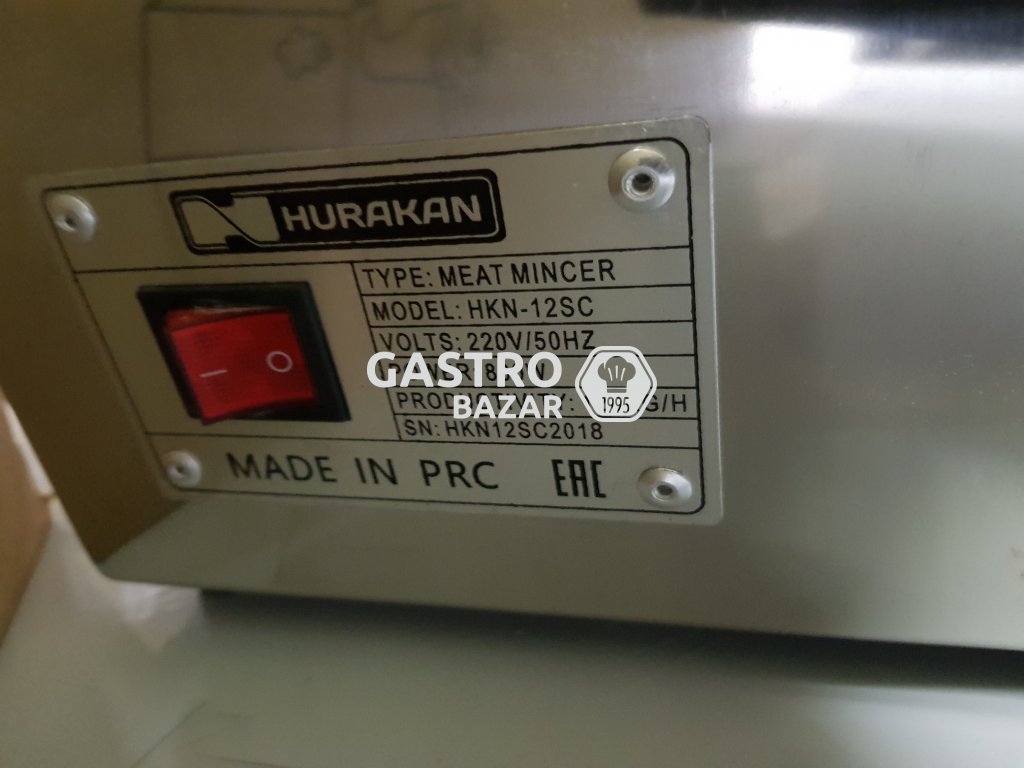 HURAKAN
TYPE: MEAT MINCER
MODEL: HKN-12SC
VOLTS: 220V/50HZ
GASTRO
BAZAR
1995
G/H
SN: HKN12SC2018
MADE IN PRC EAC
I O